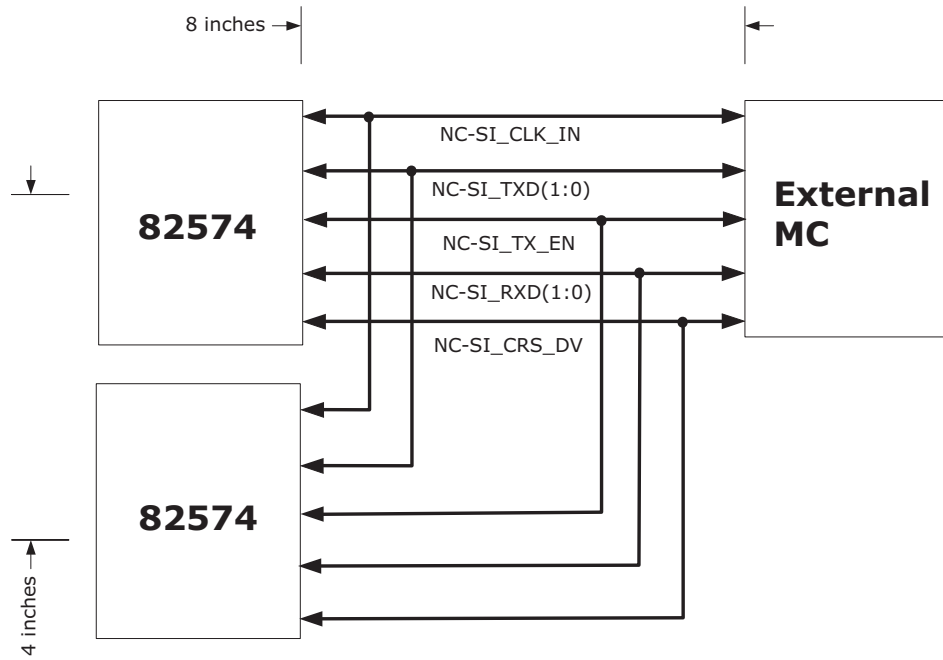 8 inches
NC-SI_CLK_IN
NC-SI_TXD(1:0)
82574
External
MC
NC-SI_TX_EN
NC-SI_RXD(1:0)
NC-SI_CRS_DV
82574
4 inches